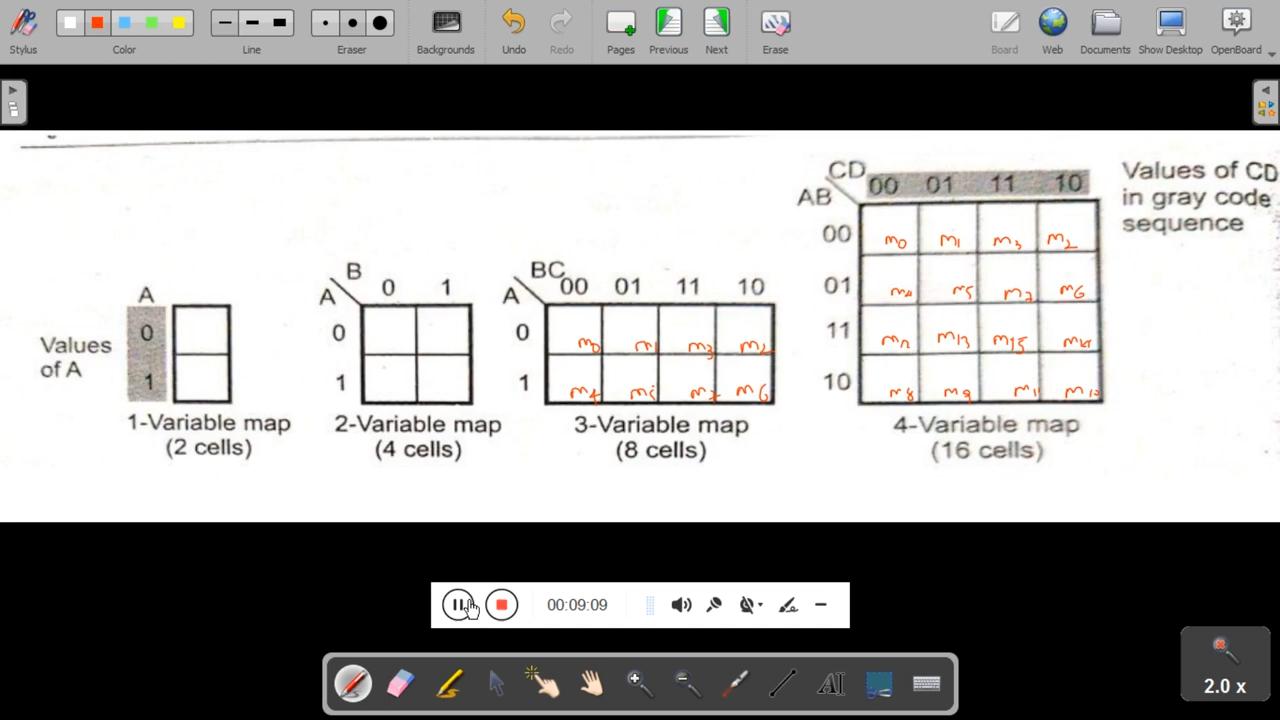 Stylus Color Line Eraser Backgrounds Undo Redo Pages Previous Next Erase Board Web Documents Show Desktop OpenBoard
Values of CD
in gray code
sequence
CD
AB
00 01 11 10
00 m0 m1 m3 m2
01 m4 m5 m7 m6
11 m12 m13 m15 m14
10 m8 m9 m11 m10
4-Variable map
(16 cells)
A
Values
of A
0
1
1-Variable map
(2 cells)
B
A
0 1
0
1
2-Variable map
(4 cells)
BC
A
00 01 11 10
0 m0 m1 m3 m2
1 m4 m5 m7 m6
3-Variable map
(8 cells)
00:09:09
AI
2.0 x